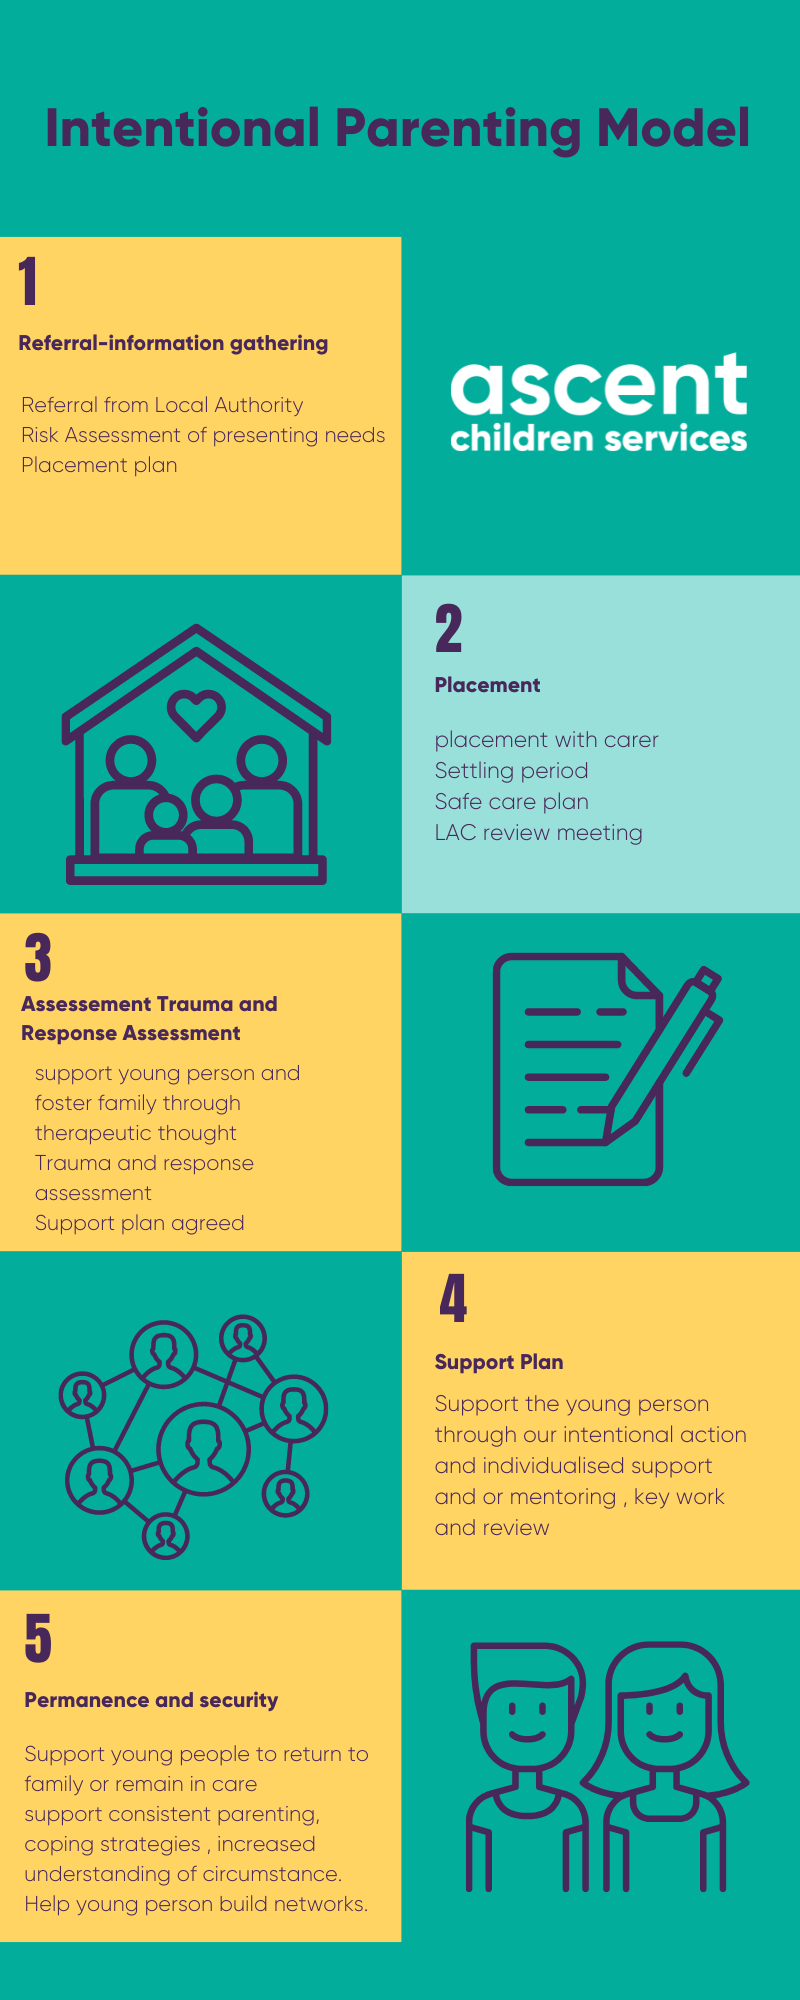 Intentional Parenting Model
1
Referral-information gathering
Referral from Local Authority
Risk Assessment of presenting needs
Placement plan
ascent
children services
2
Placement
placement with carer
Settling period
Safe care plan
LAC review meeting
3
Assessement Trauma and
Response Assessment
support young person and
foster family through
therapeutic thought
Trauma and response
assessment
Support plan agreed
4
Support Plan
Support the young person
through our intentional action
and individualised support
and or mentoring , key work
and review
5
Permanence and security
Support young people to return to
family or remain in care
support consistent parenting,
coping strategies , increased
understanding of circumstance.
Help young person build networks.